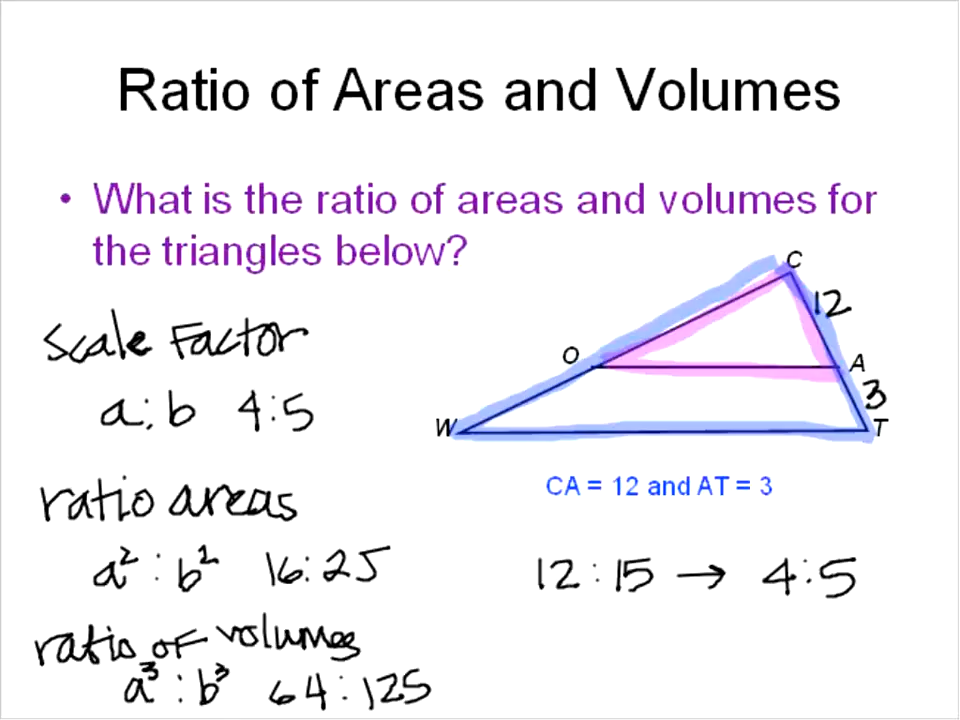 Ratio of Areas and Volumes
• What is the ratio of areas and volumes for
the triangles below?
C
12
Scale Factor
O
A
3
a:b 4:5
W
T
CA = 12 and AT = 3
ratio areas
a² : b² 16:25
12:15 → 4:5
ratio of volumes
a³ : b³ 64:125